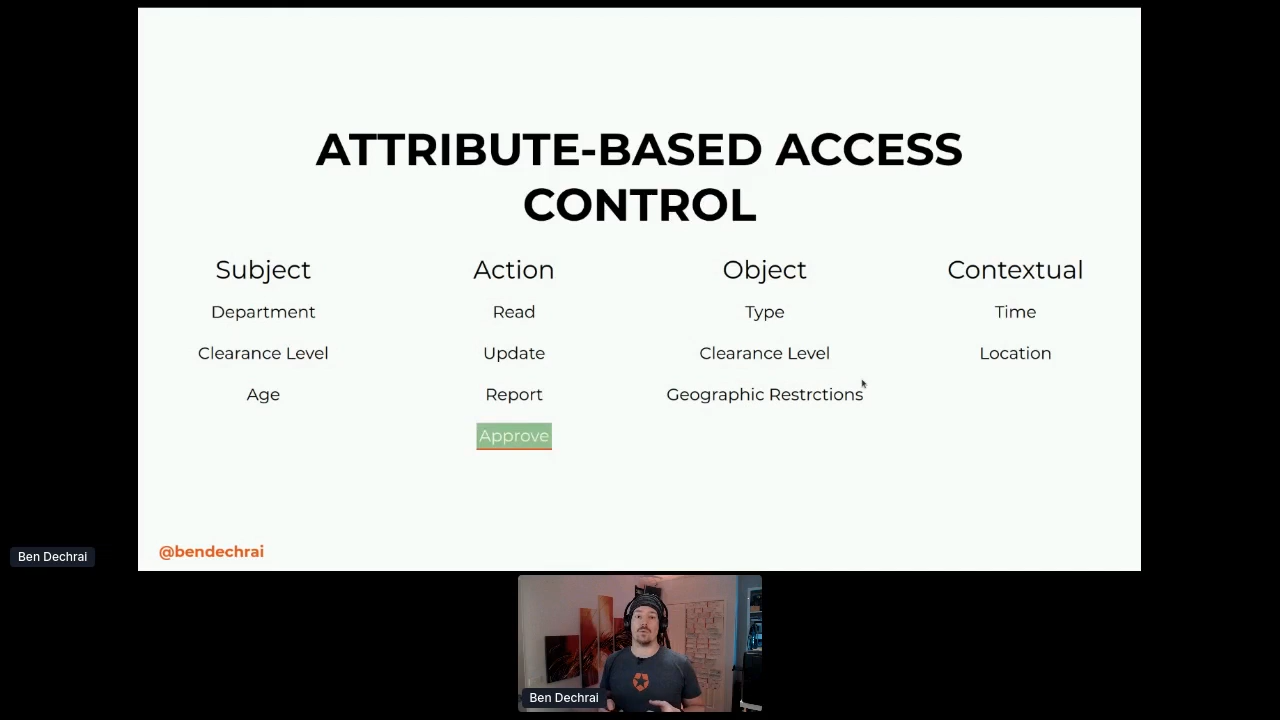 ATTRIBUTE-BASED ACCESS
CONTROL
Subject
Department
Clearance Level
Age
Action
Read
Update
Report
Approve
Object
Type
Clearance Level
Geographic Restrctions
Contextual
Time
Location
@bendechrai
Ben Dechrai
Ben Dechrai